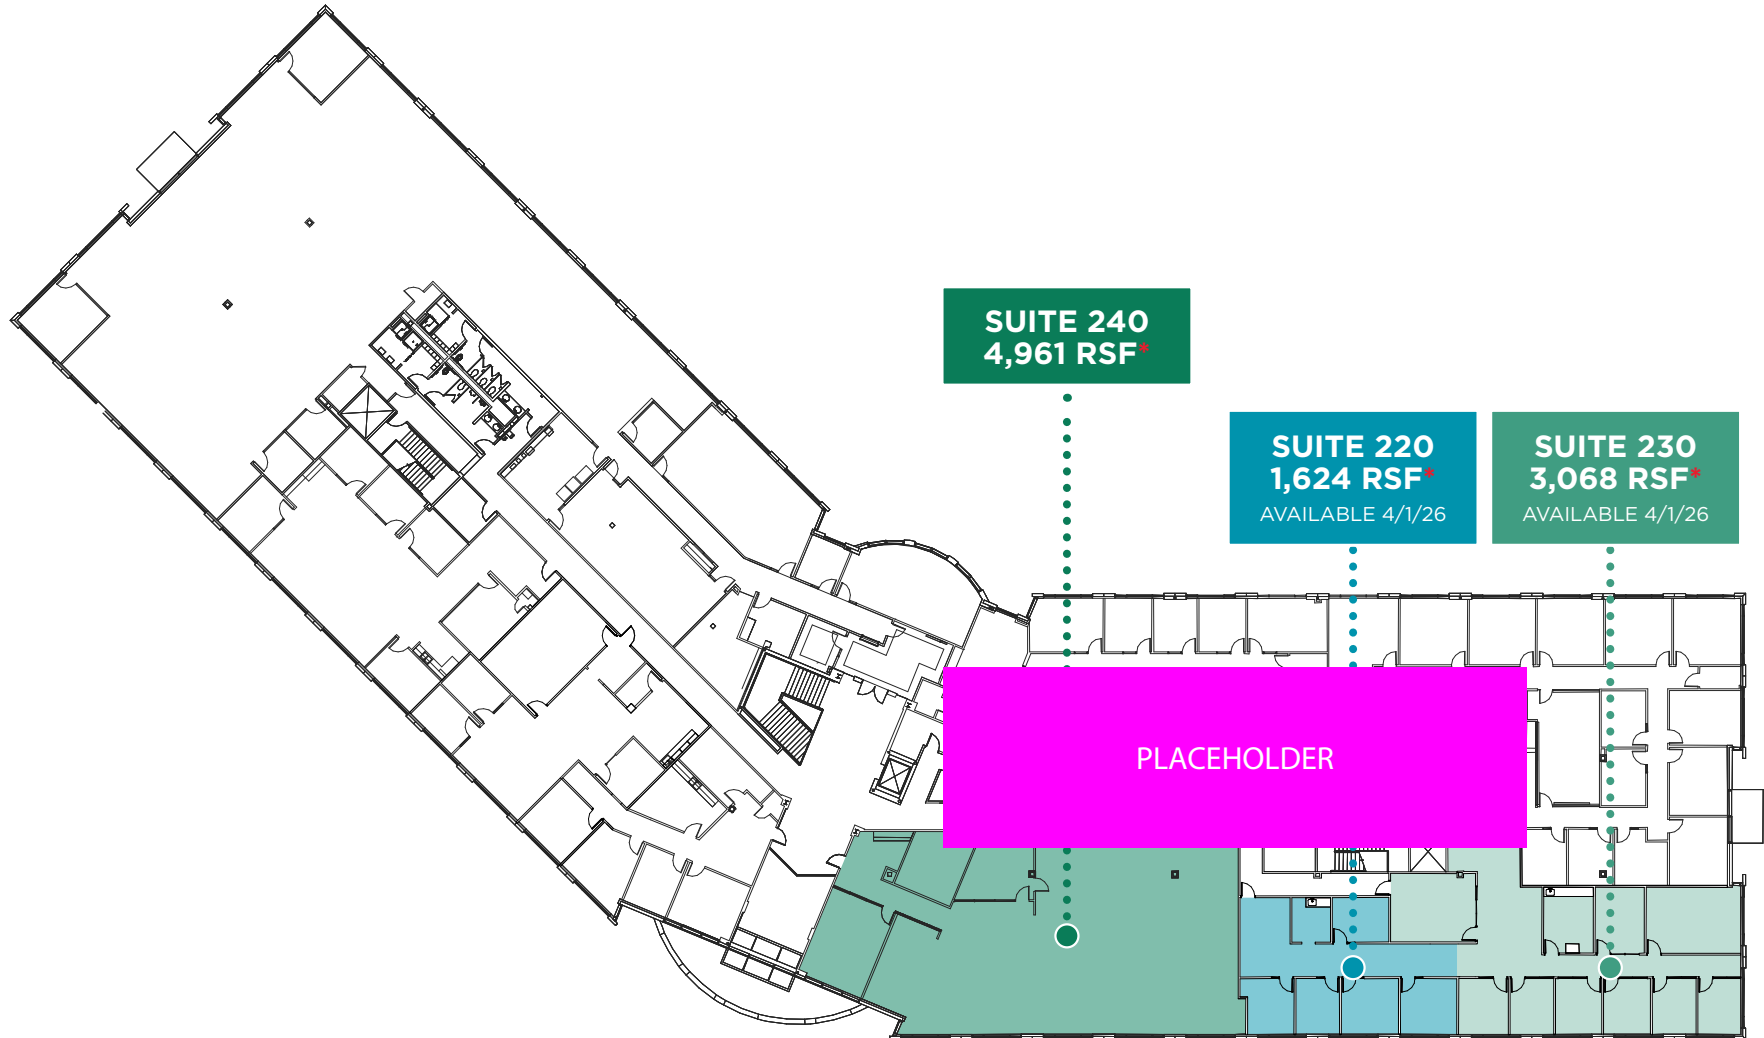 SUITE 240
4,961 RSF*
SUITE 220
1,624 RSF*
AVAILABLE 4/1/26
SUITE 230
3,068 RSF*
AVAILABLE 4/1/26
PLACEHOLDER